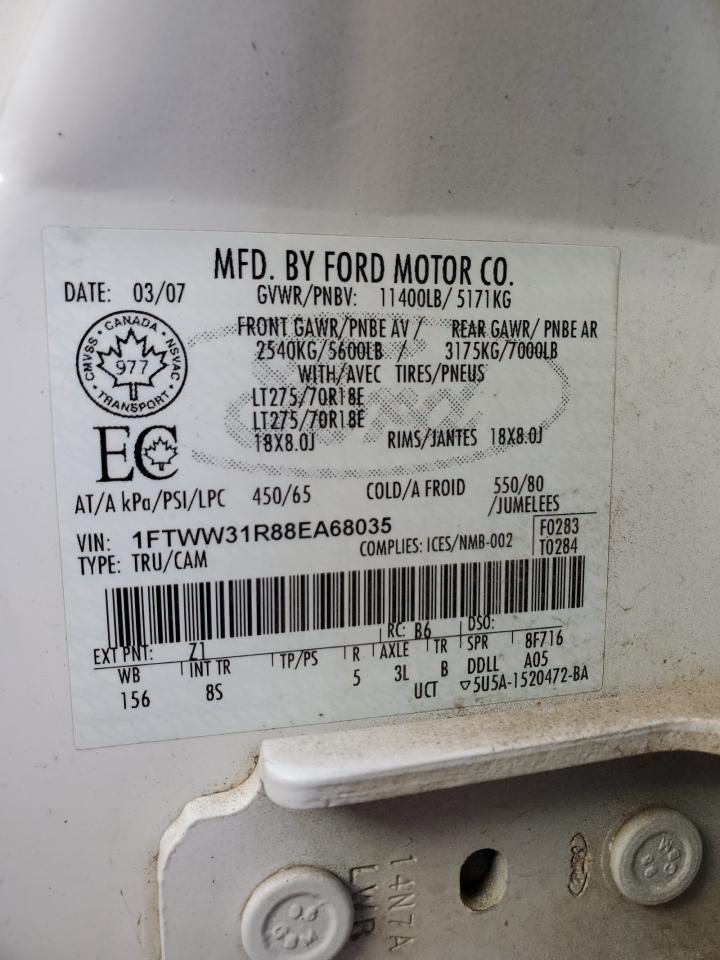 MFD. BY FORD MOTOR CO.
DATE: 03/07 GVWR/PNBV: 11400LB/ 5171KG
FRONT GAWR/PNBE AV / REAR GAWR/ PNBE AR
2540KG/5600LB / 3175KG/7000LB
WITH/AVEC TIRES/PNEUS
LT275/70R18E
LT275/70R18E
18X8.0J RIMS/JANTES 18X8.0J
CANADA
CMVSS NSVAC
977
TRANSPORT
EC
AT/A kPa/PSI/LPC 450/65 COLD/A FROID 550/80
/JUMELEES
VIN: 1FTWW31R88EA68035
TYPE: TRU/CAM COMPLIES: ICES/NMB-002
F0283
T0284
EXT PNT: Z1 RC: B6 DSO:
WB INT TR TP/PS R AXLE TR SPR 8F716
156 8S 5 3L B DDLL A05
UCT ▽5U5A-1520472-BA
14N7A
LWR